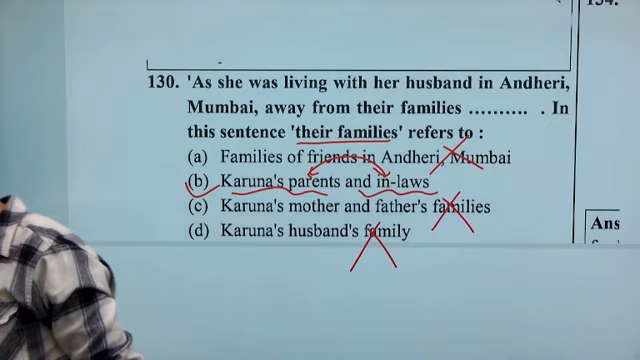 130. 'As she was living with her husband in Andheri,
Mumbai, away from their families .......... . In
this sentence 'their families' refers to :
(a) Families of friends in Andheri, Mumbai
(b) Karuna's parents and in-laws
(c) Karuna's mother and father's families
(d) Karuna's husband's family
Ans